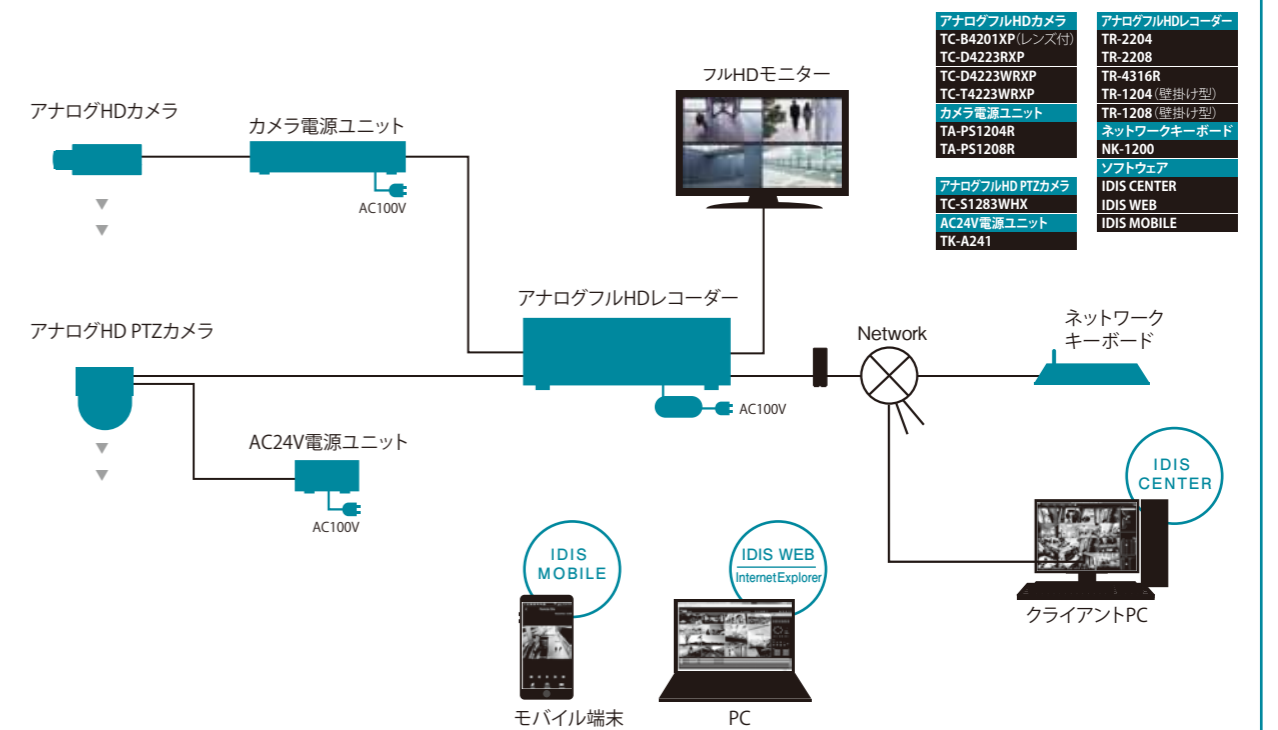 アナログフルHDカメラ
TC-B4201XP(レンズ付)
TC-D4223RXP
TC-D4223WRXP
TC-T4223WRXP
カメラ電源ユニット
TA-PS1204R
TA-PS1208R
アナログフルHD PTZカメラ
TC-S1283WHX
AC24V電源ユニット
TK-A241
アナログフルHDレコーダー
TR-2204
TR-2208
TR-4316R
TR-1204(壁掛け型)
TR-1208(壁掛け型)
ネットワークキーボード
NK-1200
ソフトウェア
IDIS CENTER
IDIS WEB
IDIS MOBILE
フルHDモニター
アナログHDカメラ
カメラ電源ユニット
AC100V
アナログフルHDレコーダー
AC100V
アナログHD PTZカメラ
AC24V電源ユニット
AC100V
Network
ネットワーク
キーボード
IDIS
CENTER
クライアントPC
IDIS
MOBILE
モバイル端末
IDIS WEB
InternetExplorer
PC